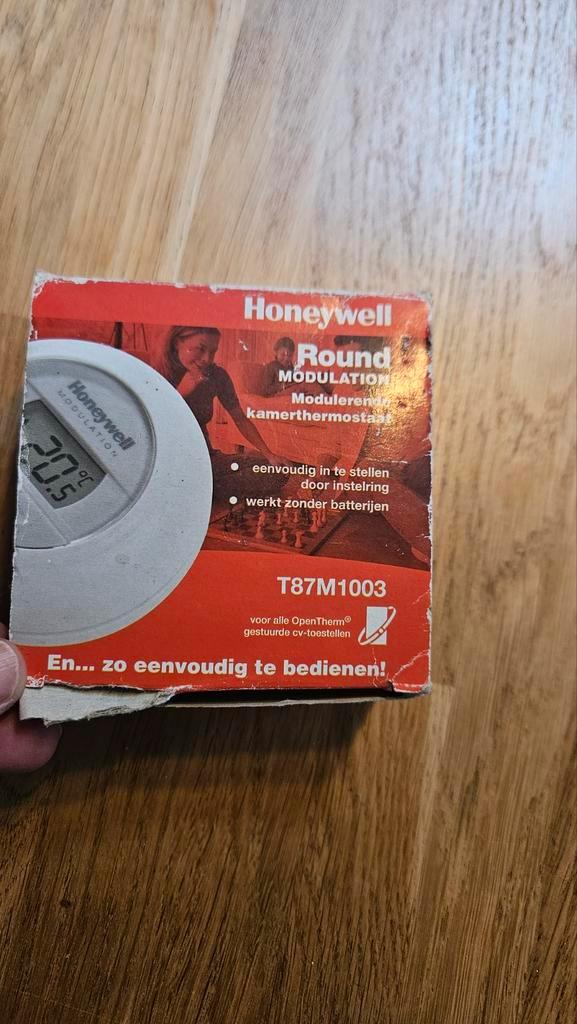 Honeywell
Round
MODULATION
Modulerende
kamerthermostaat
Honeywell
MODULATION
20.5 °C
• eenvoudig in te stellen
door instelring
• werkt zonder batterijen
T87M1003
voor alle OpenTherm®
gestuurde cv-toestellen
En... zo eenvoudig te bedienen!